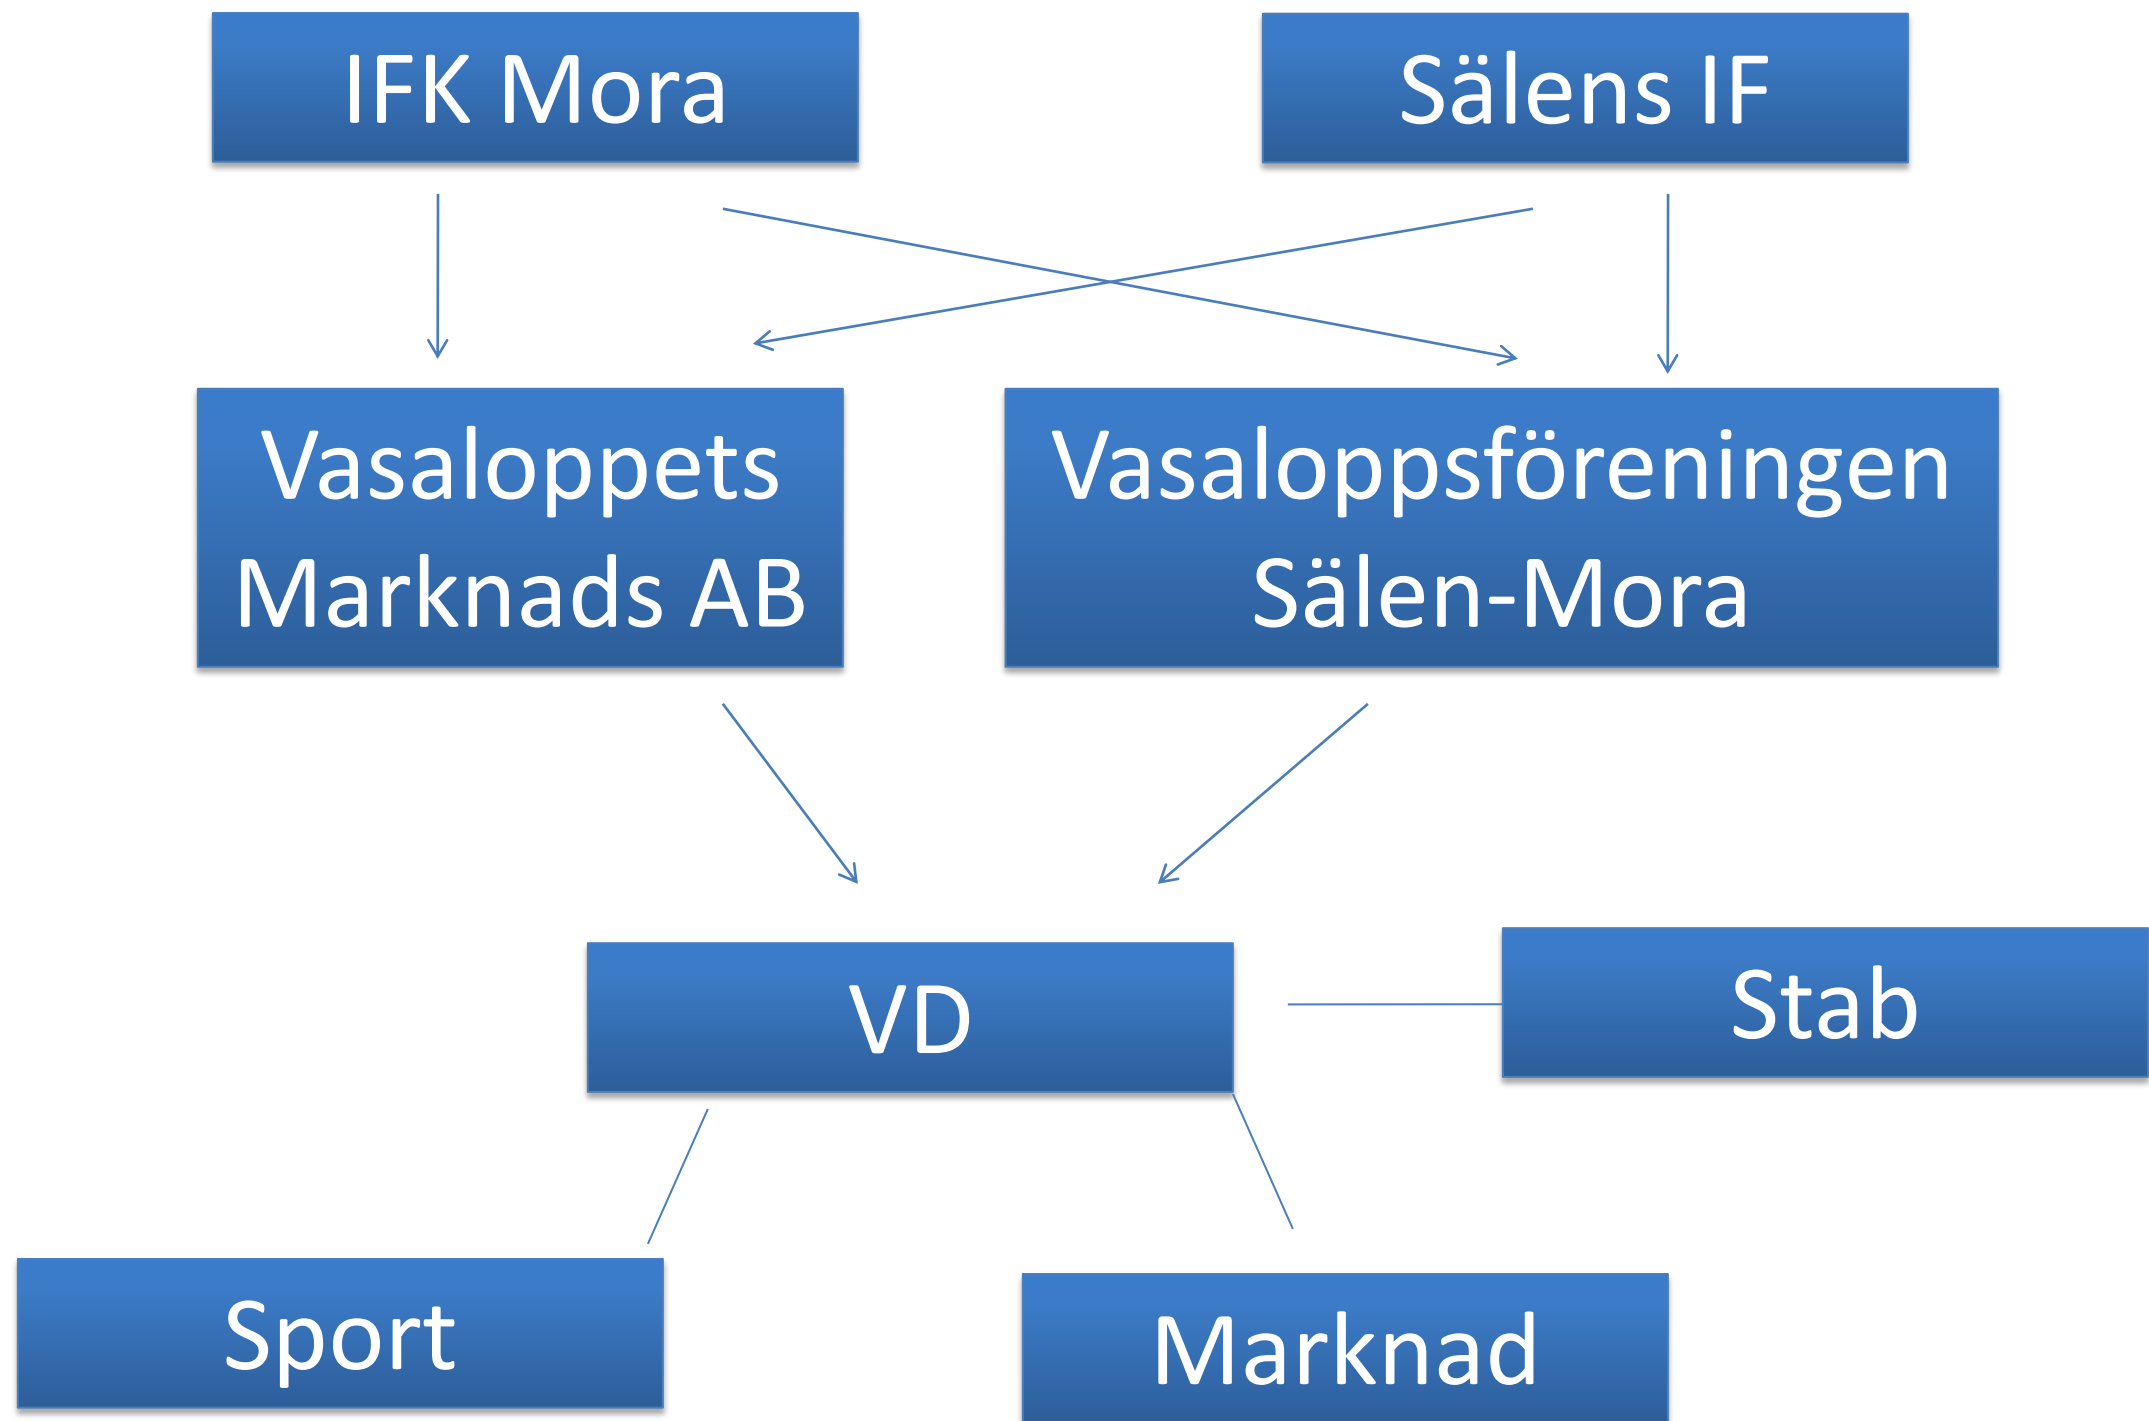 IFK Mora
Sälens IF
Vasaloppets
Marknads AB
Vasaloppsföreningen
Sälen-Mora
VD
Stab
Sport
Marknad